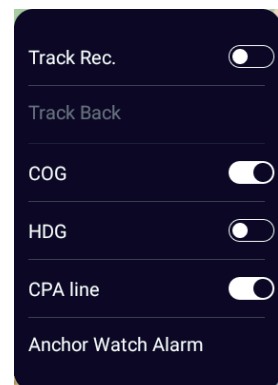 Track Rec.
Track Back
COG
HDG
CPA line
Anchor Watch Alarm